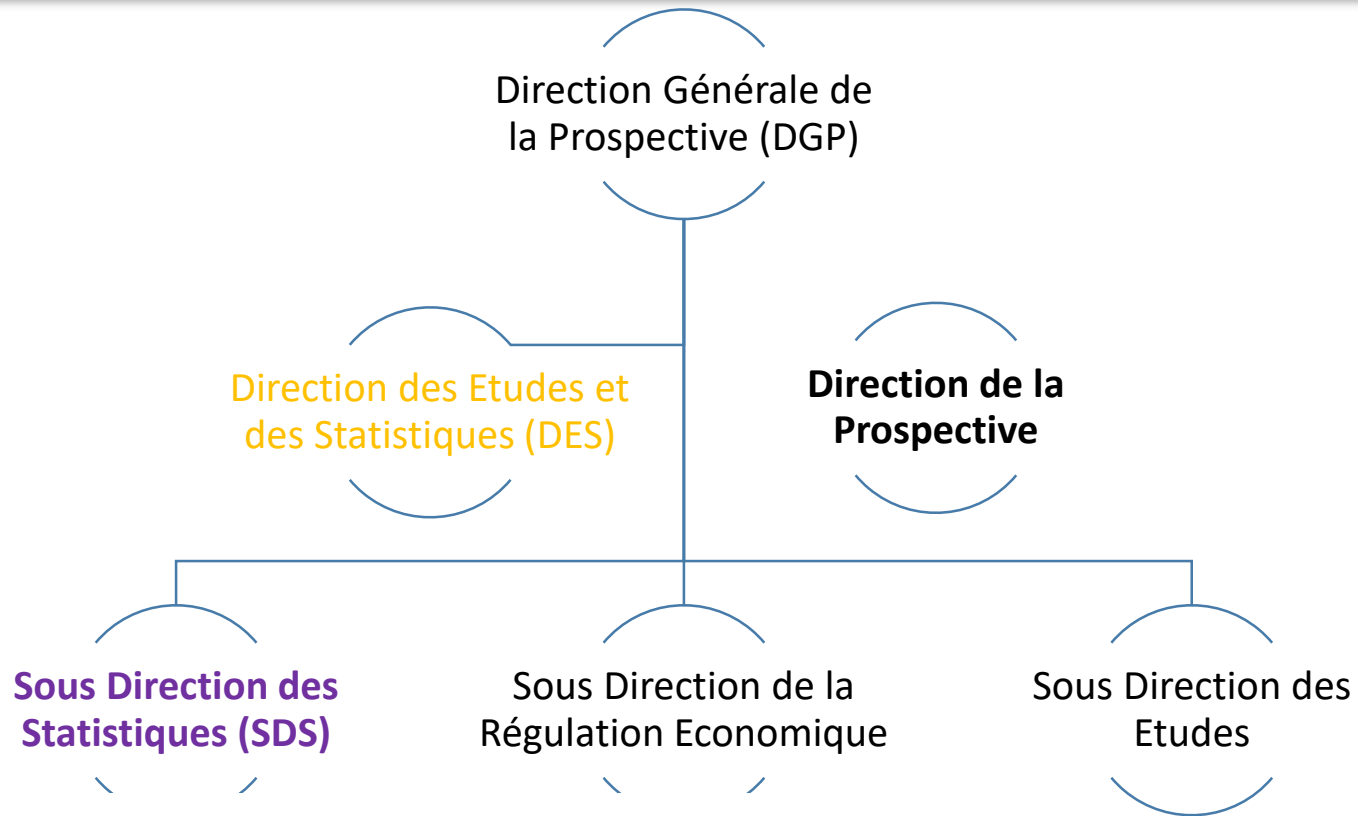 Direction Générale de
la Prospective (DGP)
Direction des Etudes et
des Statistiques (DES)
Direction de la
Prospective
Sous Direction des
Statistiques (SDS)
Sous Direction de la
Régulation Economique
Sous Direction des
Etudes